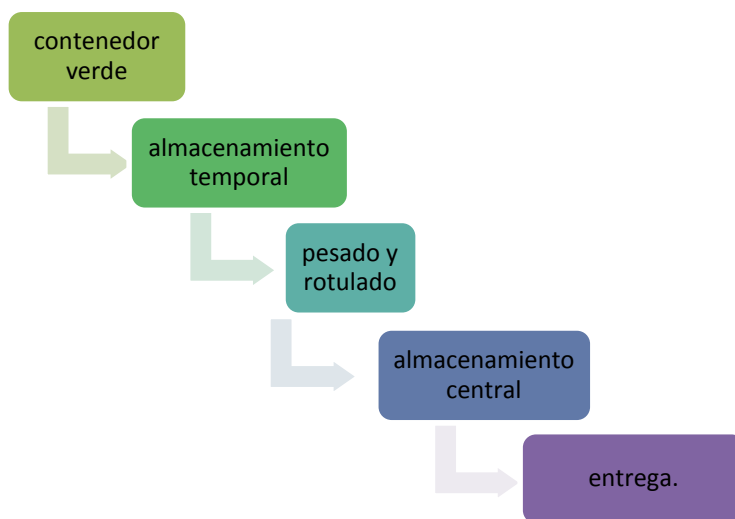 contenedor
verde
almacenamiento
temporal
pesado y
rotulado
almacenamiento
central
entrega.